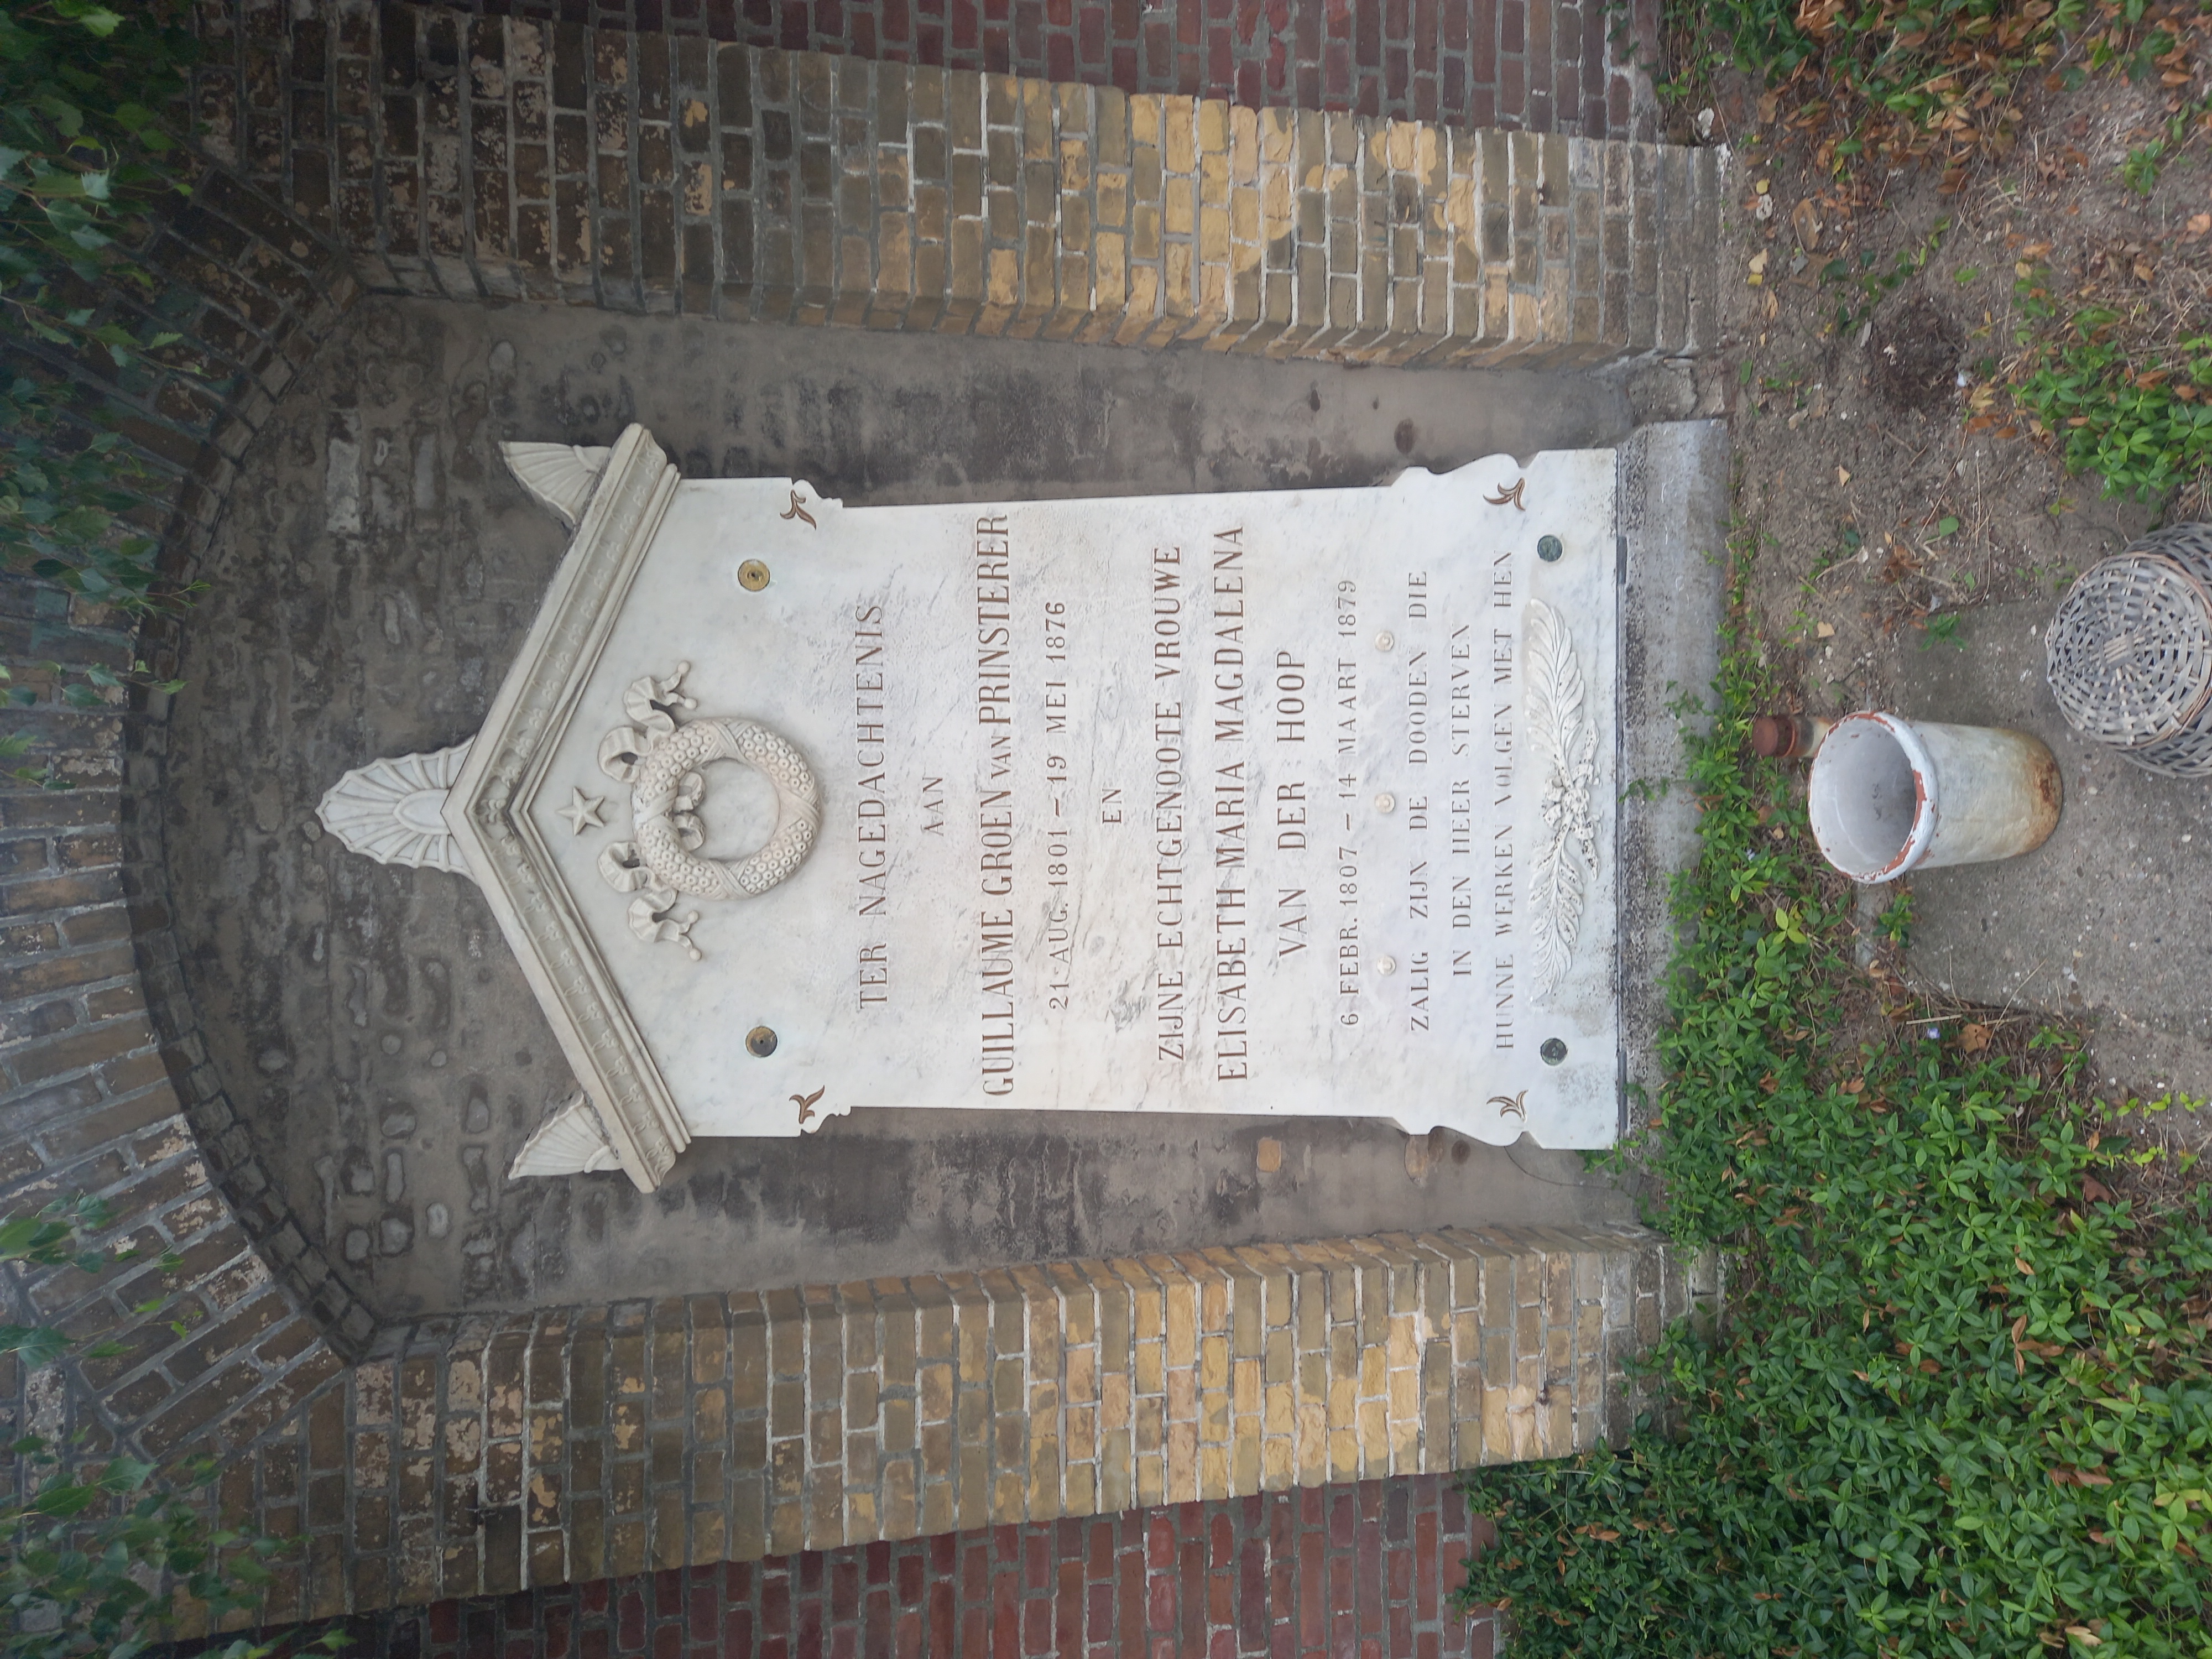 TER NAGEDACHTENIS
AAN
GUILLAUME GROEN VAN PRINSTERER
21 AUG. 1801 – 19 MEI 1876
EN
ZIJNE ECHTGENOOTE VROUWE
ELISABETH MARIA MAGDALENA
VAN DER HOOP
6 FEBR. 1807 – 14 MAART 1879
ZALIG ZIJN DE DOODEN DIE
IN DEN HEER STERVEN
HUNNE WERKEN VOLGEN MET HEN